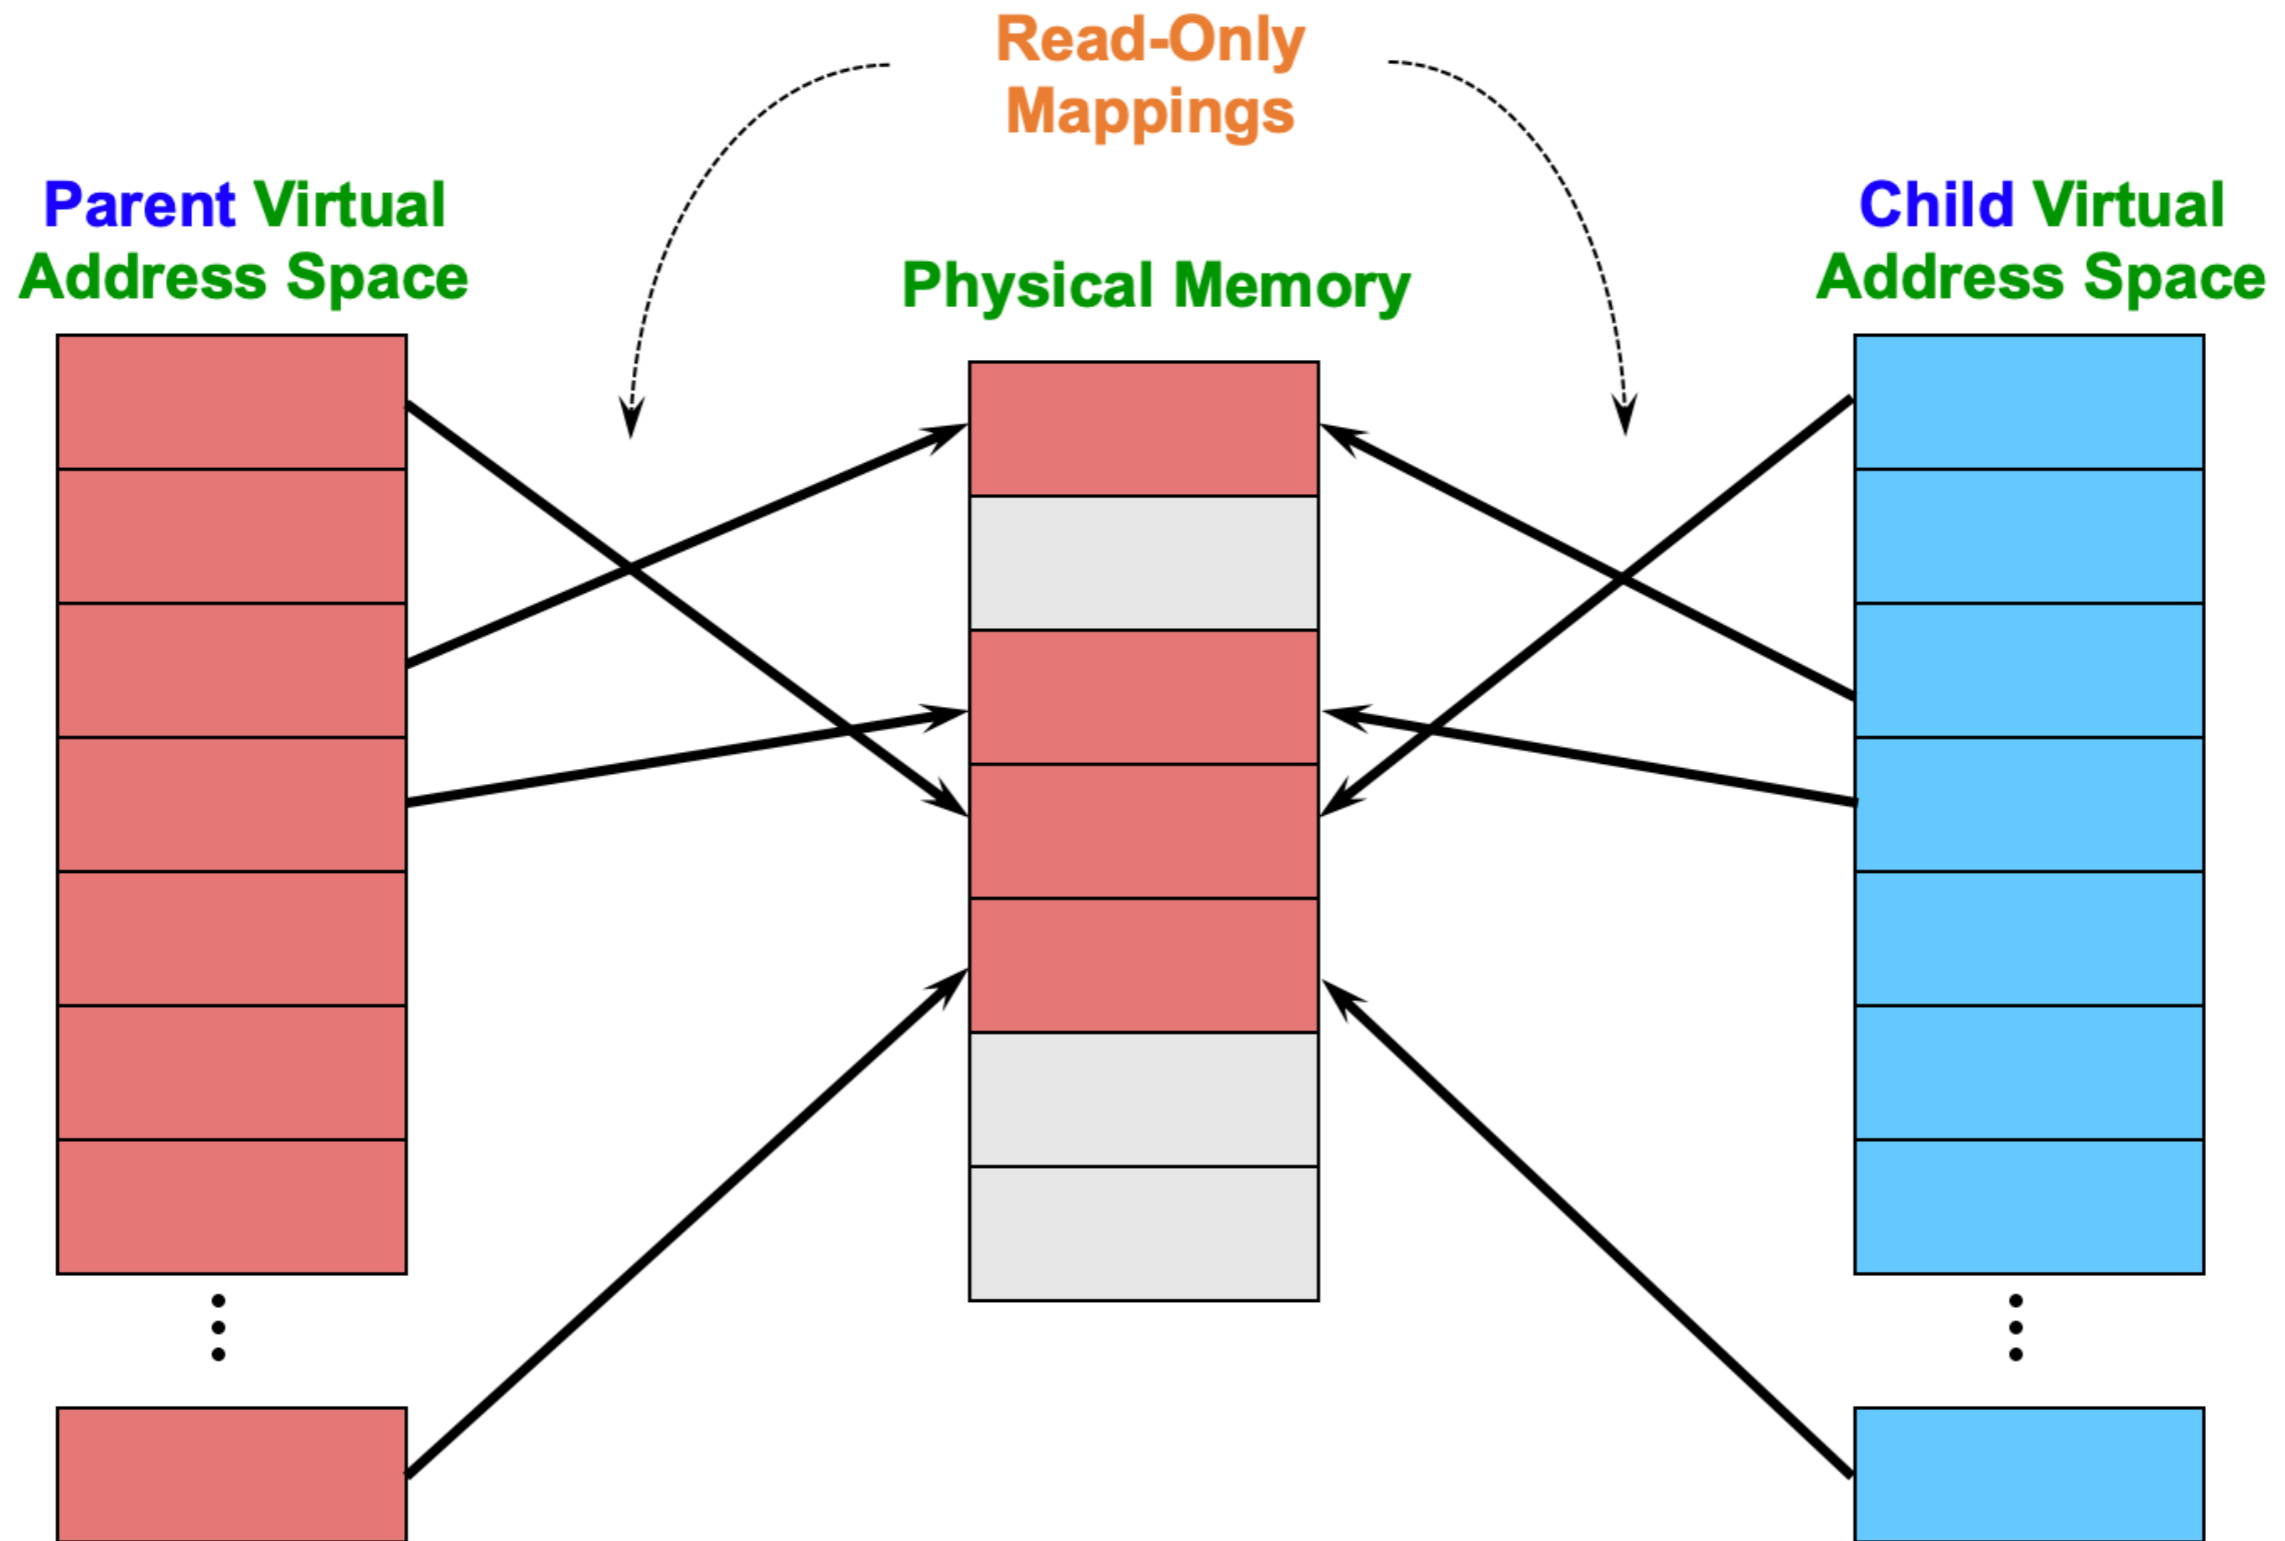 Read-Only
Mappings
Parent Virtual
Address Space
Physical Memory
Child Virtual
Address Space